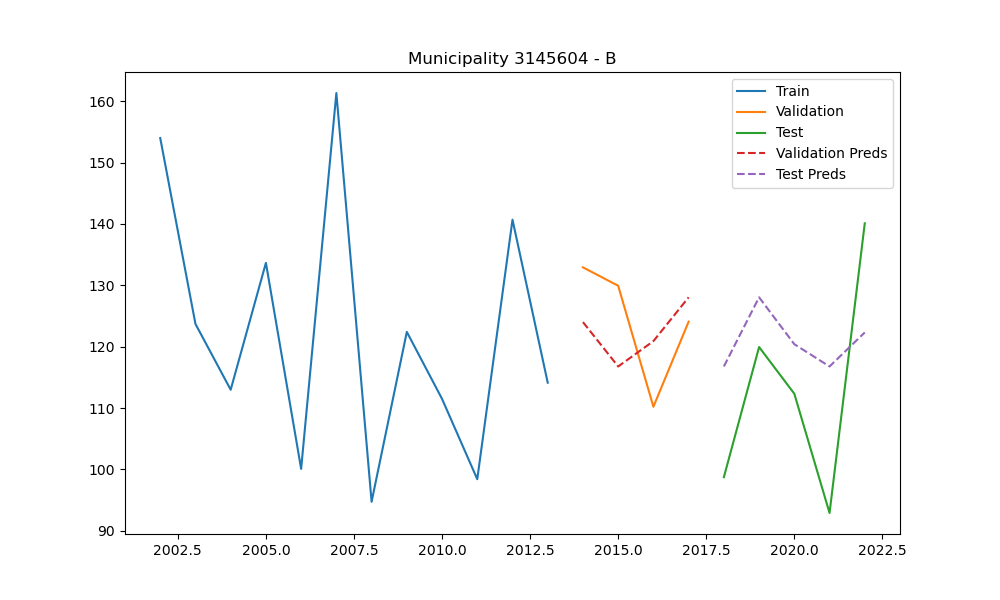 Municipality 3145604 - B
Train
Validation
Test
Validation Preds
Test Preds
160
150
140
130
120
110
100
90
2002.5 2005.0 2007.5 2010.0 2012.5 2015.0 2017.5 2020.0 2022.5